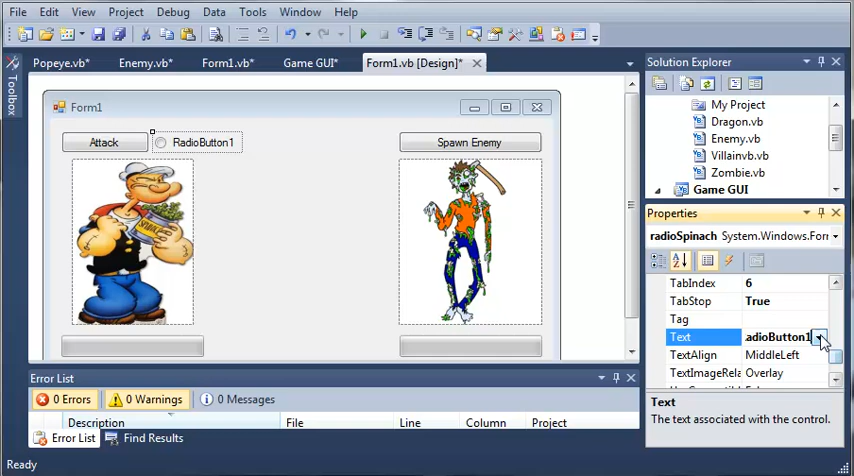 File Edit View Project Debug Data Tools Window Help
Popeye.vb* Enemy.vb* Form1.vb* Game GUI* Form1.vb [Design]*
Toolbox
Form1
Attack RadioButton1 Spawn Enemy
SPINACH
Solution Explorer
My Project
Dragon.vb
Enemy.vb
Villainvb.vb
Zombie.vb
Game GUI
Properties
radioSpinach System.Windows.Forr
TabIndex 6
TabStop True
Tag
Text adioButton1
TextAlign MiddleLeft
TextImageRela Overlay
Text
The text associated with the control.
Error List
0 Errors 0 Warnings 0 Messages
Description File Line Column Project
Error List Find Results
Ready